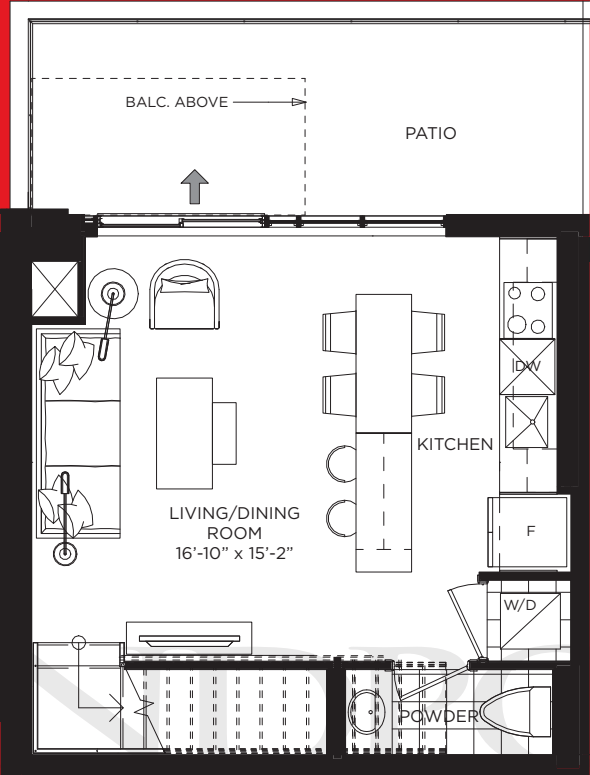 BALC. ABOVE
PATIO
DW
KITCHEN
LIVING/DINING
ROOM
16'-10" x 15'-2"
F
W/D
POWDER